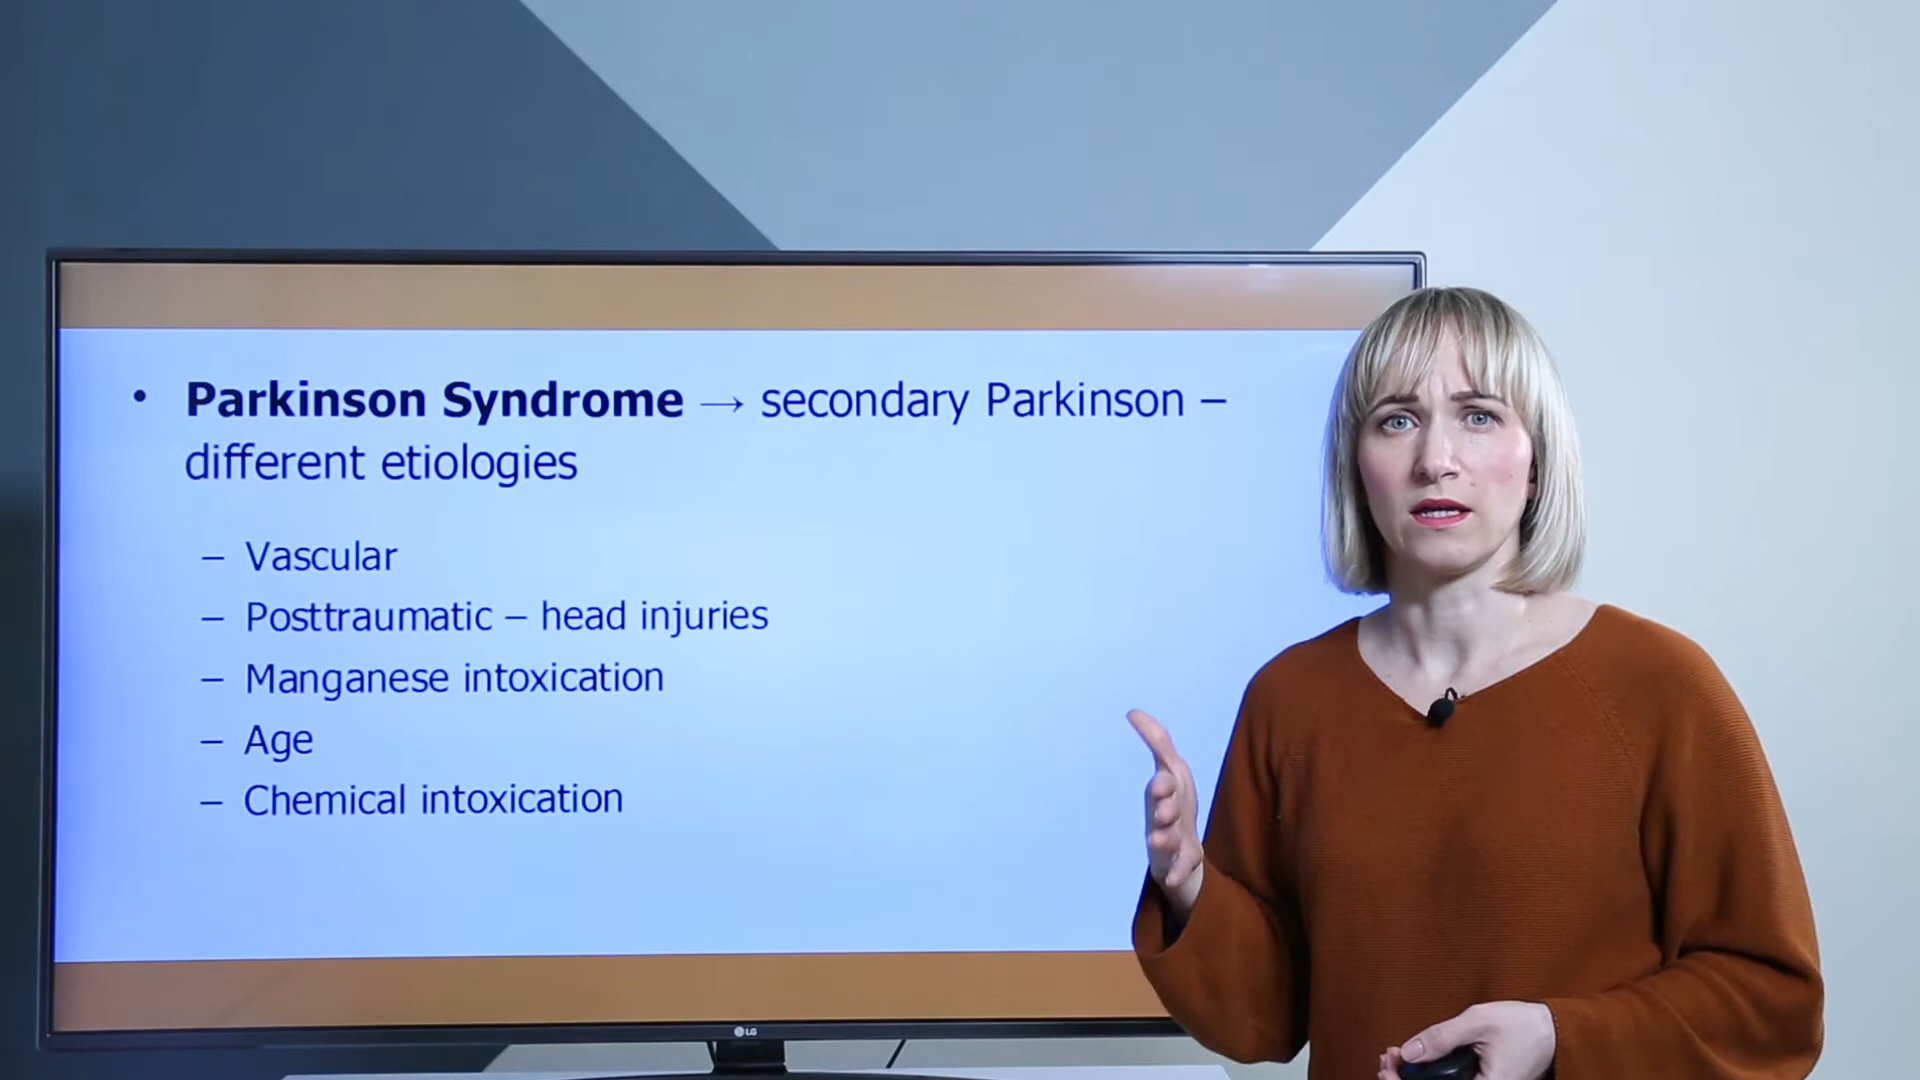 • Parkinson Syndrome → secondary Parkinson –
different etiologies
– Vascular
– Posttraumatic – head injuries
– Manganese intoxication
– Age
– Chemical intoxication
LG